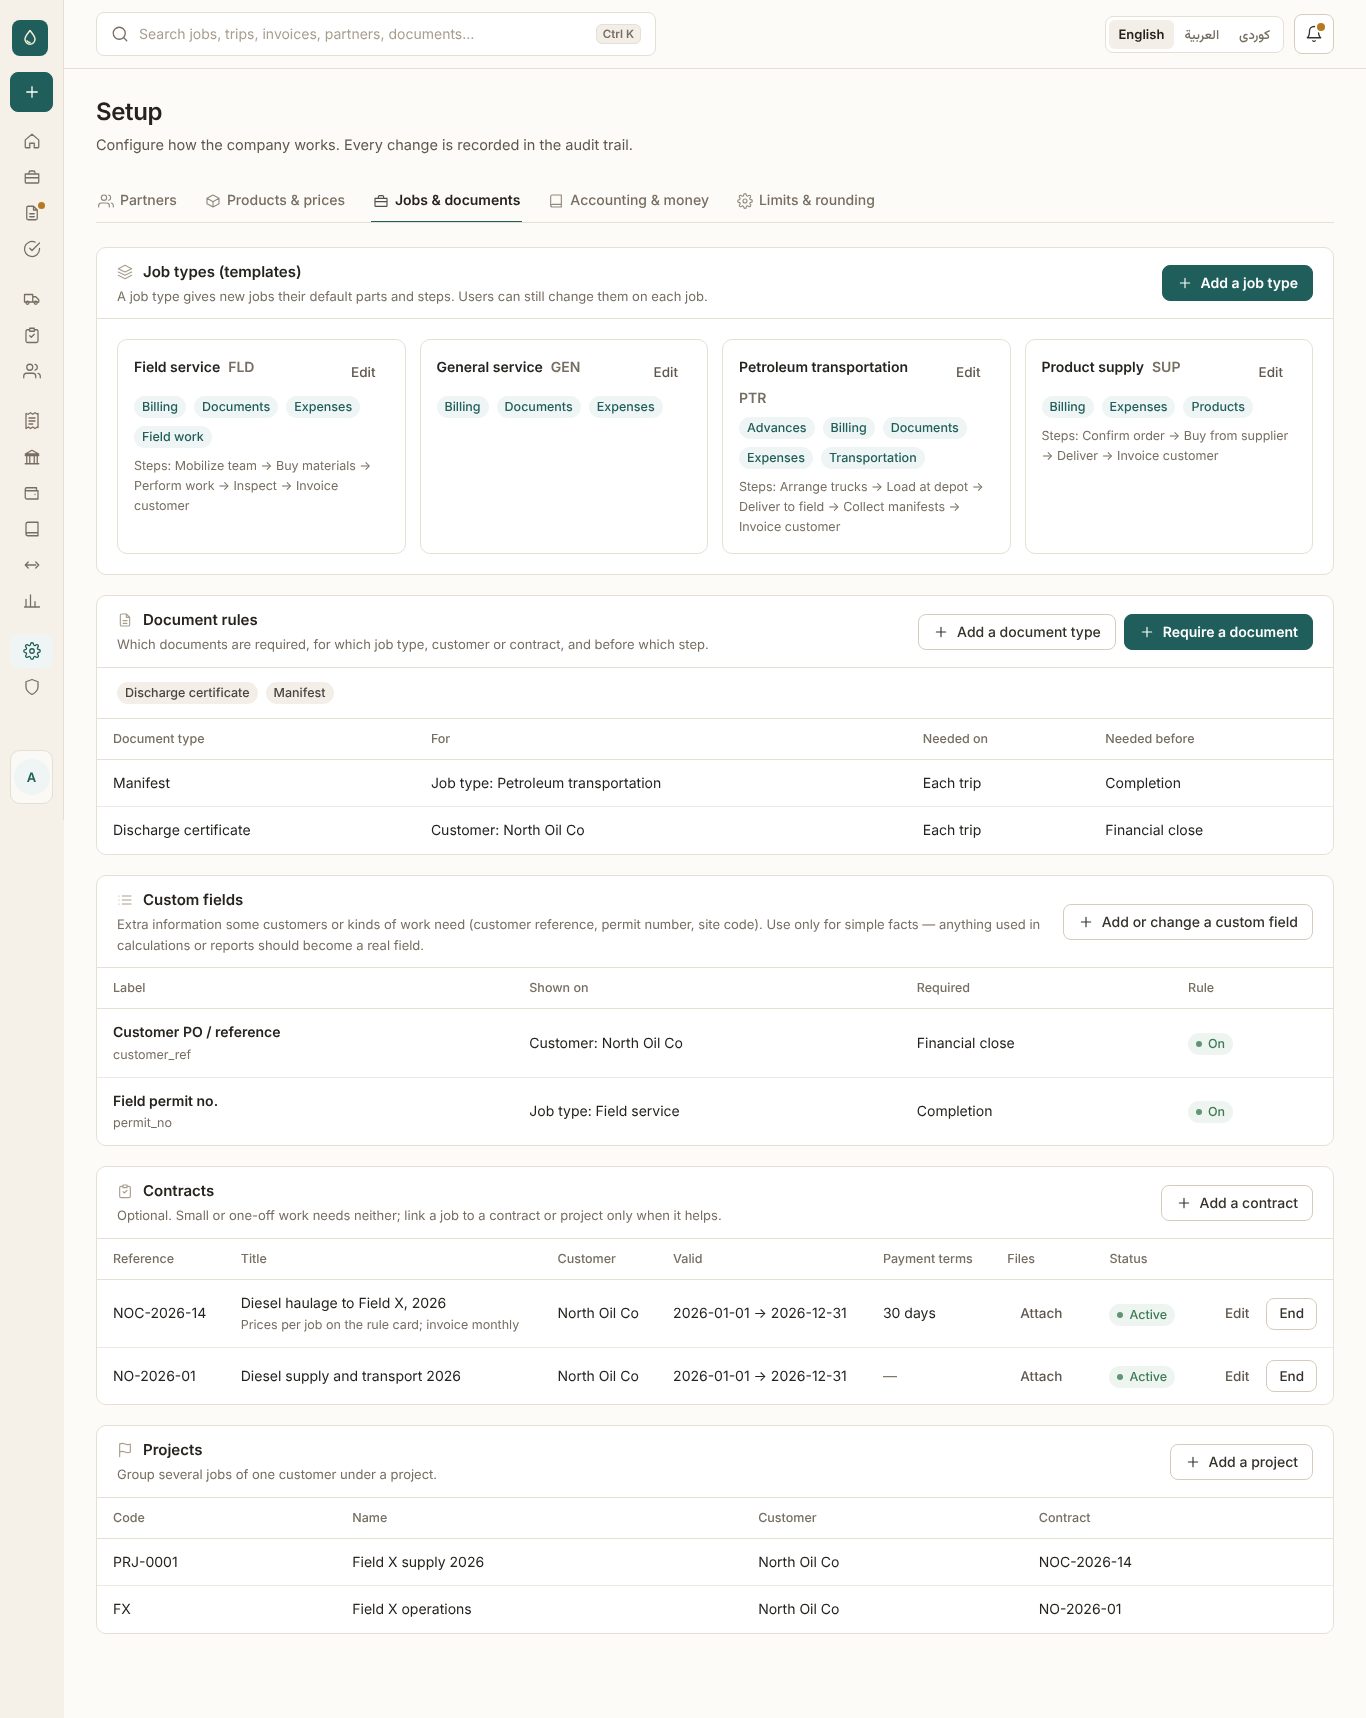 Search jobs, trips, invoices, partners, documents...
Ctrl K
English
العربية
كوردی
Setup
Configure how the company works. Every change is recorded in the audit trail.
Partners
Products & prices
Jobs & documents
Accounting & money
Limits & rounding
Job types (templates)
A job type gives new jobs their default parts and steps. Users can still change them on each job.
Add a job type
Field service FLD
Edit
Billing Documents Expenses
Field work
Steps: Mobilize team → Buy materials →
Perform work → Inspect → Invoice
customer
General service GEN
Edit
Billing Documents Expenses
Petroleum transportation
PTR
Edit
Advances Billing Documents
Expenses Transportation
Steps: Arrange trucks → Load at depot →
Deliver to field → Collect manifests →
Invoice customer
Product supply SUP
Edit
Billing Expenses Products
Steps: Confirm order → Buy from supplier
→ Deliver → Invoice customer
Document rules
Which documents are required, for which job type, customer or contract, and before which step.
Add a document type
Require a document
Discharge certificate Manifest
Document type For Needed on Needed before
Manifest Job type: Petroleum transportation Each trip Completion
Discharge certificate Customer: North Oil Co Each trip Financial close
A
Custom fields
Extra information some customers or kinds of work need (customer reference, permit number, site code). Use only for simple facts — anything used in
calculations or reports should become a real field.
Add or change a custom field
Label Shown on Required Rule
Customer PO / reference
customer_ref
Customer: North Oil Co Financial close On
Field permit no.
permit_no
Job type: Field service Completion On
Contracts
Optional. Small or one-off work needs neither; link a job to a contract or project only when it helps.
Add a contract
Reference Title Customer Valid Payment terms Files Status
NOC-2026-14 Diesel haulage to Field X, 2026
Prices per job on the rule card; invoice monthly
North Oil Co 2026-01-01 → 2026-12-31 30 days Attach Active Edit End
NO-2026-01 Diesel supply and transport 2026 North Oil Co 2026-01-01 → 2026-12-31 — Attach Active Edit End
Projects
Group several jobs of one customer under a project.
Add a project
Code Name Customer Contract
PRJ-0001 Field X supply 2026 North Oil Co NOC-2026-14
FX Field X operations North Oil Co NO-2026-01